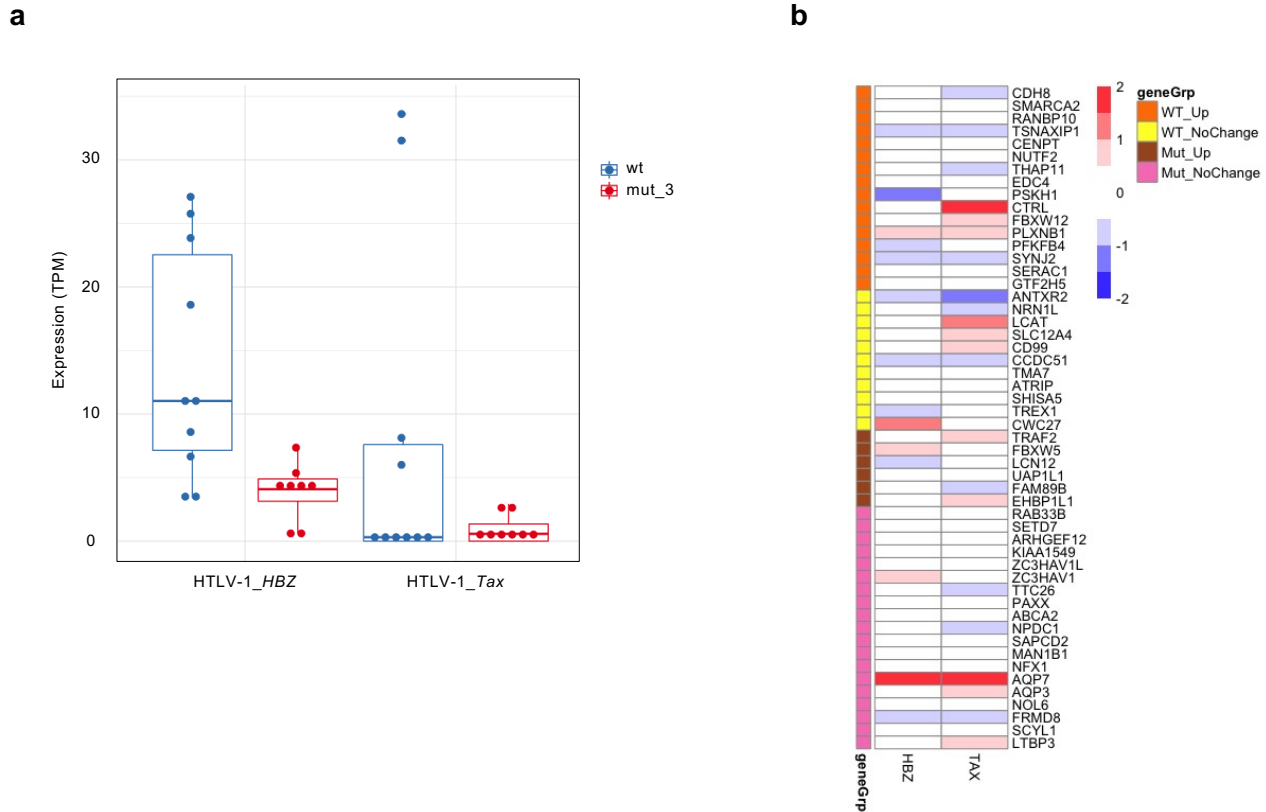 a
b
Expression (TPM)
30
20
10
0
HTLV-1_HBZ
HTLV-1_Tax
wt
mut_3
CDH8
SMARCA2
RANBP10
TSNAXIP1
CENPT
NUTF2
THAP11
EDC4
PSKH1
CTRL
FBXW12
PLXNB1
PFKFB4
SYNJ2
SERAC1
GTF2H5
ANTXR2
NRN1L
LCAT
SLC12A4
CD99
CCDC51
TMA7
ATRIP
SHISA5
TREX1
CWC27
TRAF2
FBXW5
LCN12
UAP1L1
FAM89B
EHBP1L1
RAB33B
SETD7
ARHGEF12
KIAA1549
ZC3HAV1L
ZC3HAV1
TTC26
PAXX
ABCA2
NPDC1
SAPCD2
MAN1B1
NFX1
AQP7
AQP3
NOL6
FRMD8
SCYL1
LTBP3
geneGrp
HBZ
TAX
2
1
0
-1
-2
geneGrp
WT_Up
WT_NoChange
Mut_Up
Mut_NoChange